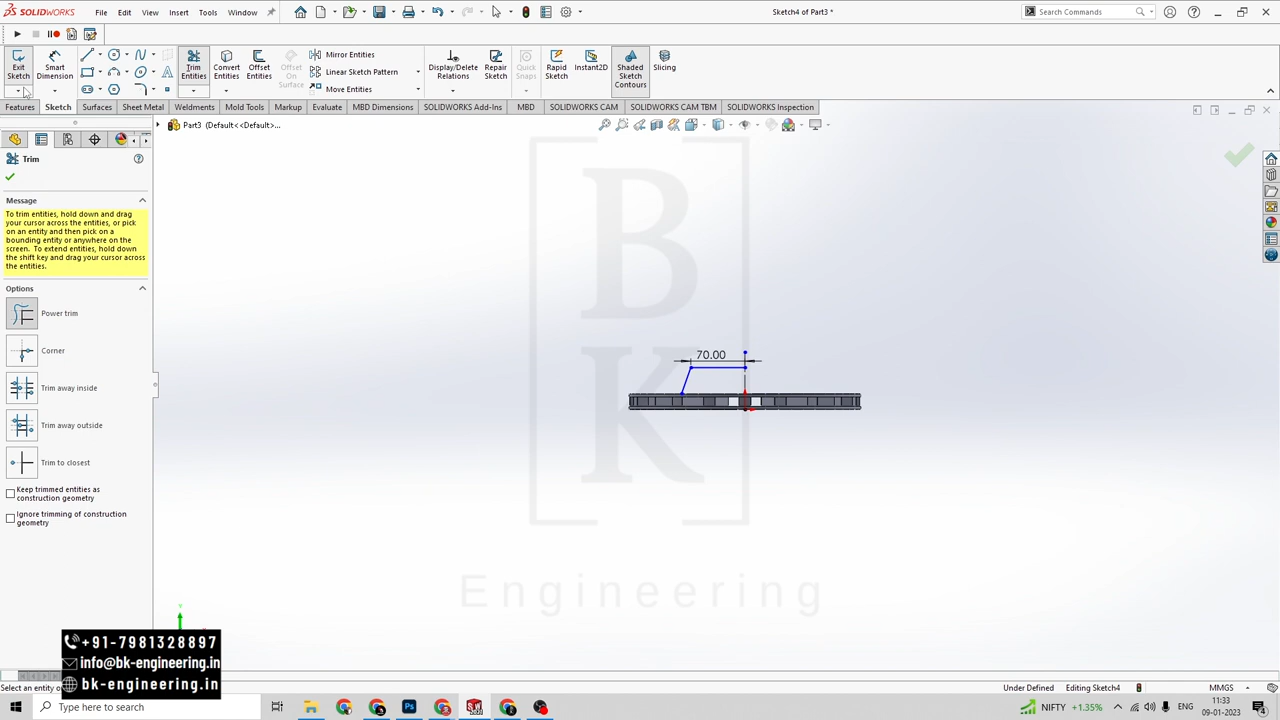 SOLIDWORKS
File
Edit
View
Insert
Tools
Window
Sketch4 of Part3 *
Search Commands
Exit Sketch
Smart Dimension
Trim Entities
Convert Entities
Offset Entities
Offset On Surface
Mirror Entities
Linear Sketch Pattern
Move Entities
Display/Delete Relations
Repair Sketch
Quick Snaps
Rapid Sketch
Instant2D
Shaded Sketch Contours
Slicing
Features
Sketch
Surfaces
Sheet Metal
Weldments
Mold Tools
Markup
Evaluate
MBD Dimensions
SOLIDWORKS Add-Ins
MBD
SOLIDWORKS CAM
SOLIDWORKS CAM TBM
SOLIDWORKS Inspection
Part3 (Default<<Default>...
Trim
Message
To trim entities, hold down and drag
your cursor across the entities, or pick
on an entity and then pick on a
bounding entity or anywhere on the
screen. To extend entities, hold down
the shift key and drag your cursor across
the entities.
Options
Power trim
Corner
Trim away inside
Trim away outside
Trim to closest
Keep trimmed entities as
construction geometry
Ignore trimming of construction
geometry
70.00
B
K
Engineering
+91-7981328897
info@bk-engineering.in
bk-engineering.in
Select an entity o
Under Defined
Editing Sketch4
MMGS
Type here to search
NIFTY +1.35%
ENG
11:33
09-01-2023